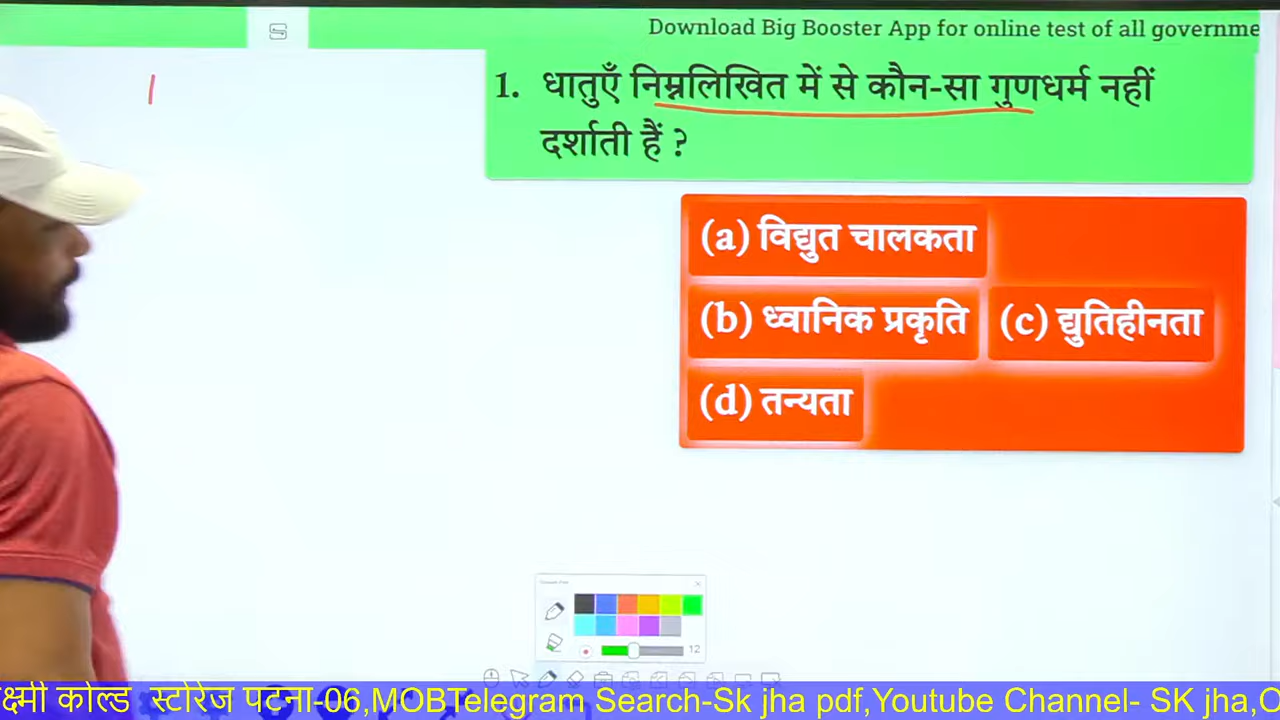 Download Big Booster App for online test of all governme
1. धातुएँ निम्नलिखित में से कौन-सा गुणधर्म नहीं
दर्शाती हैं ?
(a) विद्युत चालकता
(b) ध्वानिक प्रकृति (c) द्युतिहीनता
(d) तन्यता
12
क्ष्मी कोल्ड स्टोरेज पटना-06,MOBTelegram Search-Sk jha pdf,Youtube Channel- SK jha,C